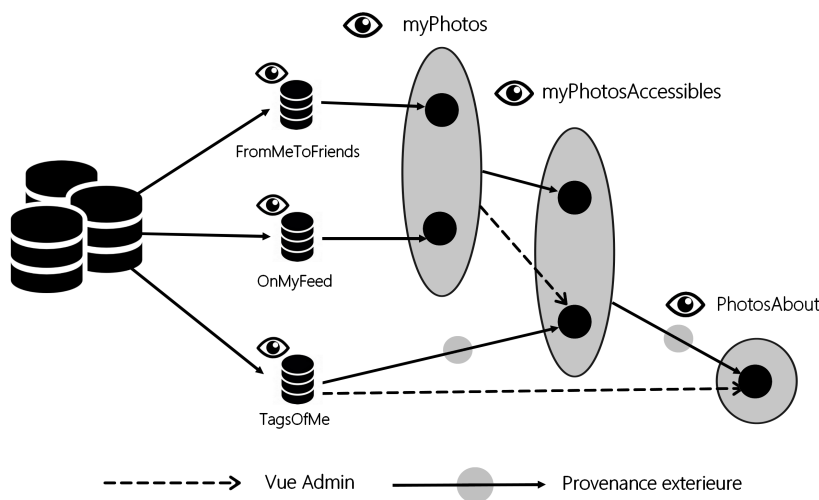 myPhotos
myPhotosAccessibles
FromMeToFriends
OnMyFeed
PhotosAbout
TagsOfMe
Vue Admin
Provenance exterieure